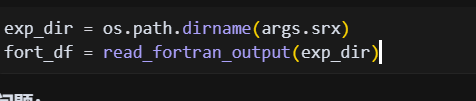 exp_dir = os.path.dirname(args.srx)
fort_df = read_fortran_output(exp_dir)